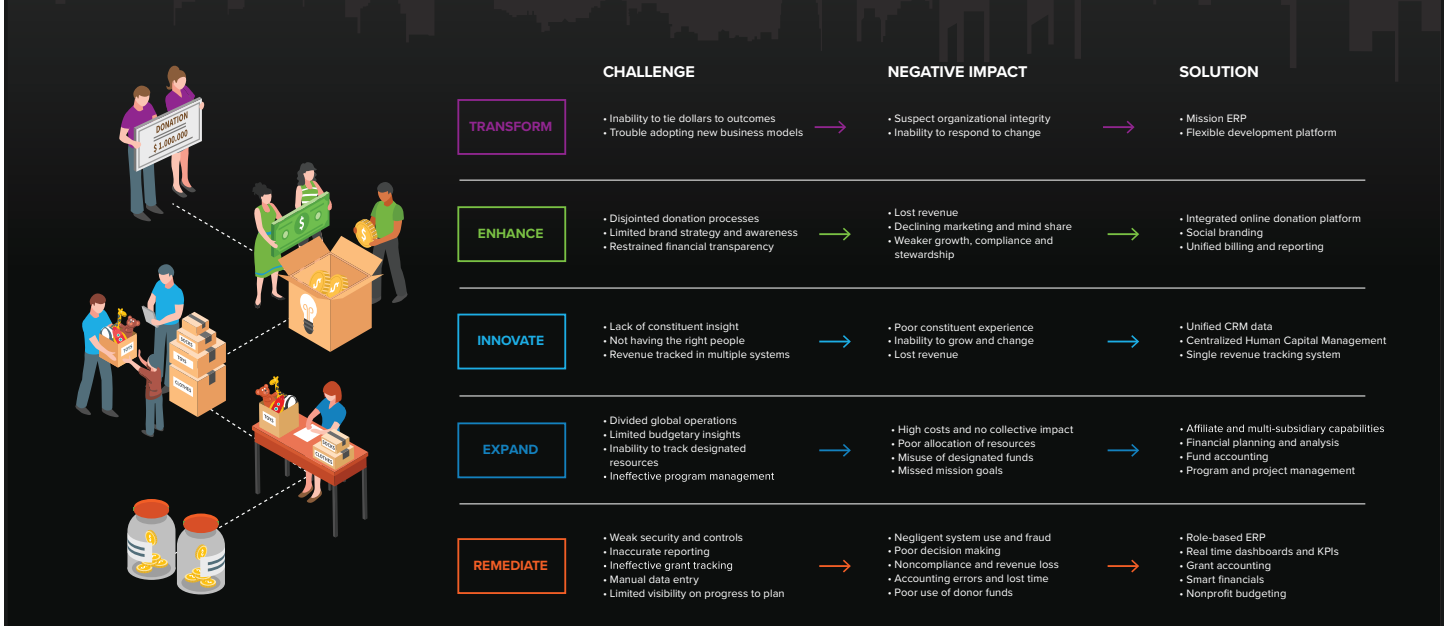 CHALLENGE
NEGATIVE IMPACT
SOLUTION
DONATION
$ 1.000.000
TRANSFORM
• Inability to tie dollars to outcomes
• Trouble adopting new business models
• Suspect organizational integrity
• Inability to respond to change
• Mission ERP
• Flexible development platform
$
ENHANCE
• Disjointed donation processes
• Limited brand strategy and awareness
• Restrained financial transparency
• Lost revenue
• Declining marketing and mind share
• Weaker growth, compliance and
stewardship
• Integrated online donation platform
• Social branding
• Unified billing and reporting
TOYS
SOCKS
TOYS
CLOTHES
INNOVATE
• Lack of constituent insight
• Not having the right people
• Revenue tracked in multiple systems
• Poor constituent experience
• Inability to grow and change
• Lost revenue
• Unified CRM data
• Centralized Human Capital Management
• Single revenue tracking system
TOYS
SOCKS
CLOTHES
EXPAND
• Divided global operations
• Limited budgetary insights
• Inability to track designated
resources
• Ineffective program management
• High costs and no collective impact
• Poor allocation of resources
• Misuse of designated funds
• Missed mission goals
• Affiliate and multi-subsidiary capabilities
• Financial planning and analysis
• Fund accounting
• Program and project management
REMEDIATE
• Weak security and controls
• Inaccurate reporting
• Ineffective grant tracking
• Manual data entry
• Limited visibility on progress to plan
• Negligent system use and fraud
• Poor decision making
• Noncompliance and revenue loss
• Accounting errors and lost time
• Poor use of donor funds
• Role-based ERP
• Real time dashboards and KPIs
• Grant accounting
• Smart financials
• Nonprofit budgeting